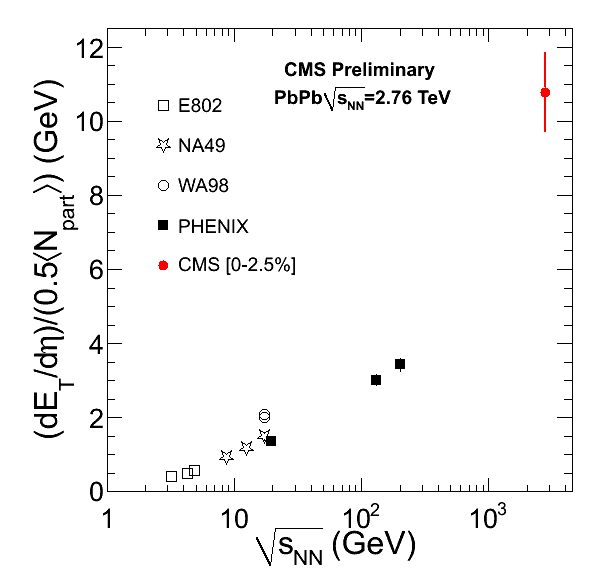 CMS Preliminary
PbPb√sNN=2.76 TeV
E802
NA49
WA98
PHENIX
CMS [0-2.5%]
(dET/dη)/(0.5⟨Npart⟩) (GeV)
12
10
8
6
4
2
0
1 10 10² 10³
√sNN (GeV)